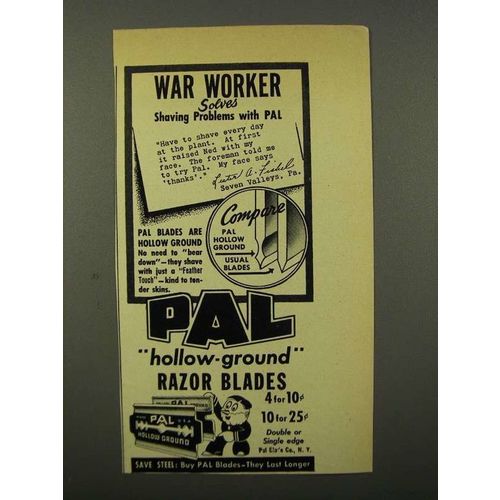 WAR WORKER
Solves
Shaving Problems with PAL
"Have to shave every day
at the plant. At first
it raised Ned with my
face. The foreman told me
to try Pal. My face says
'thanks'."
Lester A. Fishel
Seven Valleys, Pa.
Compare
PAL
HOLLOW
GROUND
USUAL
BLADES
PAL BLADES ARE
HOLLOW GROUND
No need to "bear
down"—they shave
with just a "Feather
Touch"—kind to ten-
der skins.
PAL
"hollow-ground"
RAZOR BLADES
4 for 10¢
10 for 25¢
Double or
Single edge
Pal Bla's Co., N. Y.
PAL
PAL
HOLLOW GROUND
SAVE STEEL: Buy PAL Blades—They Last Longer